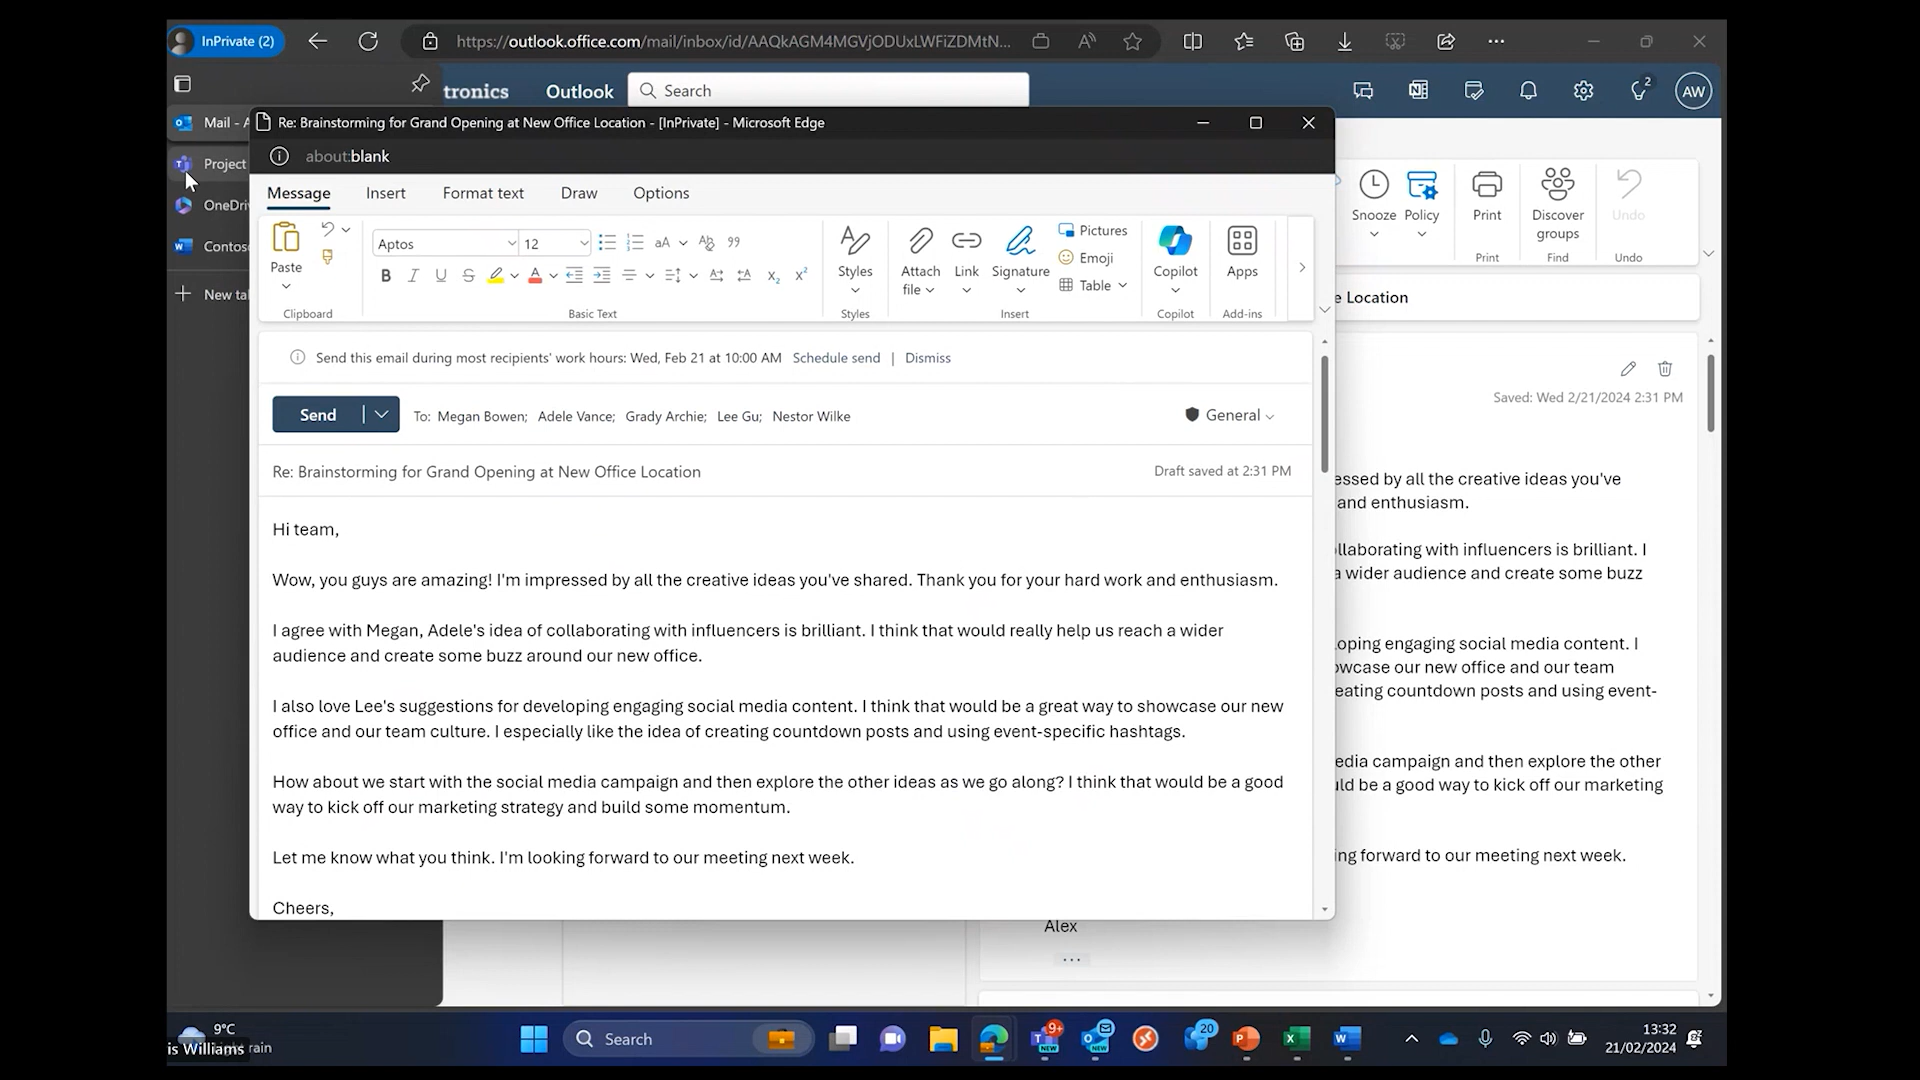 InPrivate (2)
https://outlook.office.com/mail/inbox/id/AAQkAGM4MGVjODUxLWFiZDMtN...
tronics
Outlook
Search
2
AW
Mail - A
Project
OneDriv
Contos
New tab
Re: Brainstorming for Grand Opening at New Office Location - [InPrivate] - Microsoft Edge
about:blank
Message
Insert
Format text
Draw
Options
Paste
Clipboard
Aptos
12
Basic Text
Styles
Styles
Attach file
Link
Signature
Pictures
Emoji
Table
Insert
Copilot
Copilot
Apps
Add-ins
Snooze
Policy
Print
Print
Discover groups
Find
Undo
Undo
Send this email during most recipients' work hours: Wed, Feb 21 at 10:00 AM
Schedule send
|
Dismiss
Send
To: Megan Bowen; Adele Vance; Grady Archie; Lee Gu; Nestor Wilke
General
Re: Brainstorming for Grand Opening at New Office Location
Draft saved at 2:31 PM
Hi team,
Wow, you guys are amazing! I'm impressed by all the creative ideas you've shared. Thank you for your hard work and enthusiasm.
I agree with Megan, Adele's idea of collaborating with influencers is brilliant. I think that would really help us reach a wider
audience and create some buzz around our new office.
I also love Lee's suggestions for developing engaging social media content. I think that would be a great way to showcase our new
office and our team culture. I especially like the idea of creating countdown posts and using event-specific hashtags.
How about we start with the social media campaign and then explore the other ideas as we go along? I think that would be a good
way to kick off our marketing strategy and build some momentum.
Let me know what you think. I'm looking forward to our meeting next week.
Cheers,
e Location
Saved: Wed 2/21/2024 2:31 PM
essed by all the creative ideas you've
and enthusiasm.
llaborating with influencers is brilliant. I
a wider audience and create some buzz
oping engaging social media content. I
owcase our new office and our team
eating countdown posts and using event-
edia campaign and then explore the other
uld be a good way to kick off our marketing
ing forward to our meeting next week.
Alex
...
9°C
ight rain
is Williams
Search
9+
NEW
NEW
20
13:32
21/02/2024